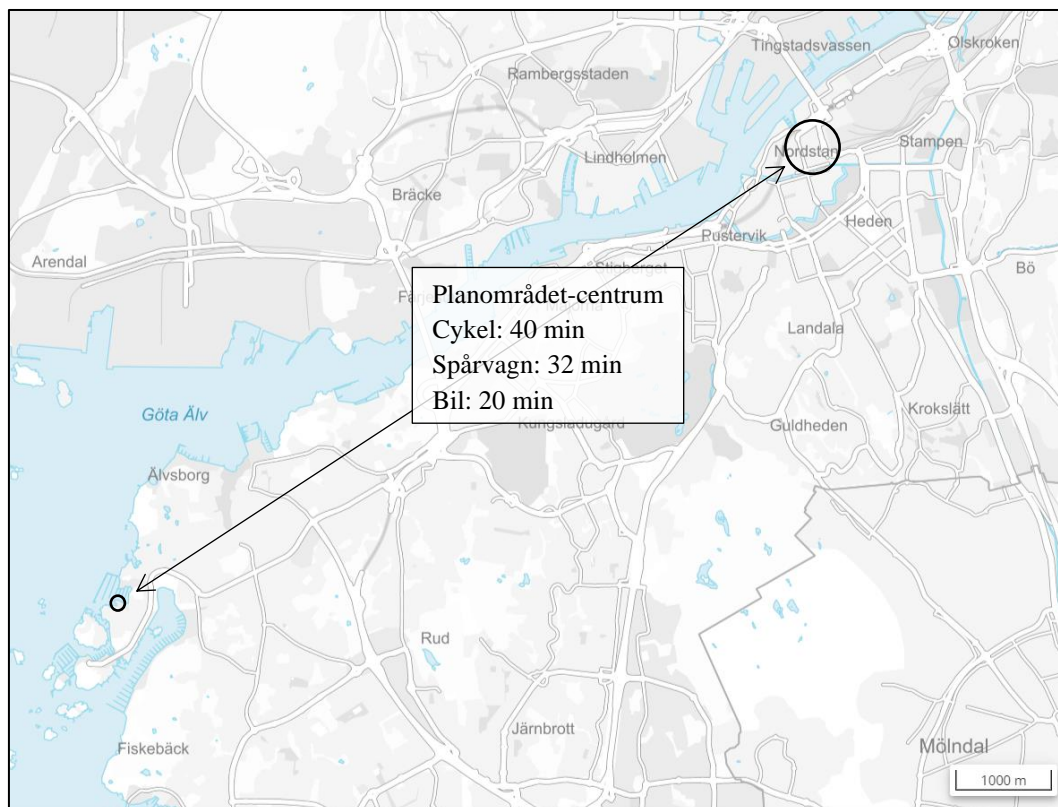 Tingstadsvassen
Olskroken
Rambergsstaden
Lindholmen
Nordstan
Stampen
Bräcke
Heden
Pustervik
Arendal
Bö
Planområdet-centrum
Cykel: 40 min
Spårvagn: 32 min
Bil: 20 min
Landala
Göta Älv
Krokslätt
Kungsladugård
Guldheden
Älvsborg
Rud
Järnbrott
Fiskebäck
Mölndal
1000 m